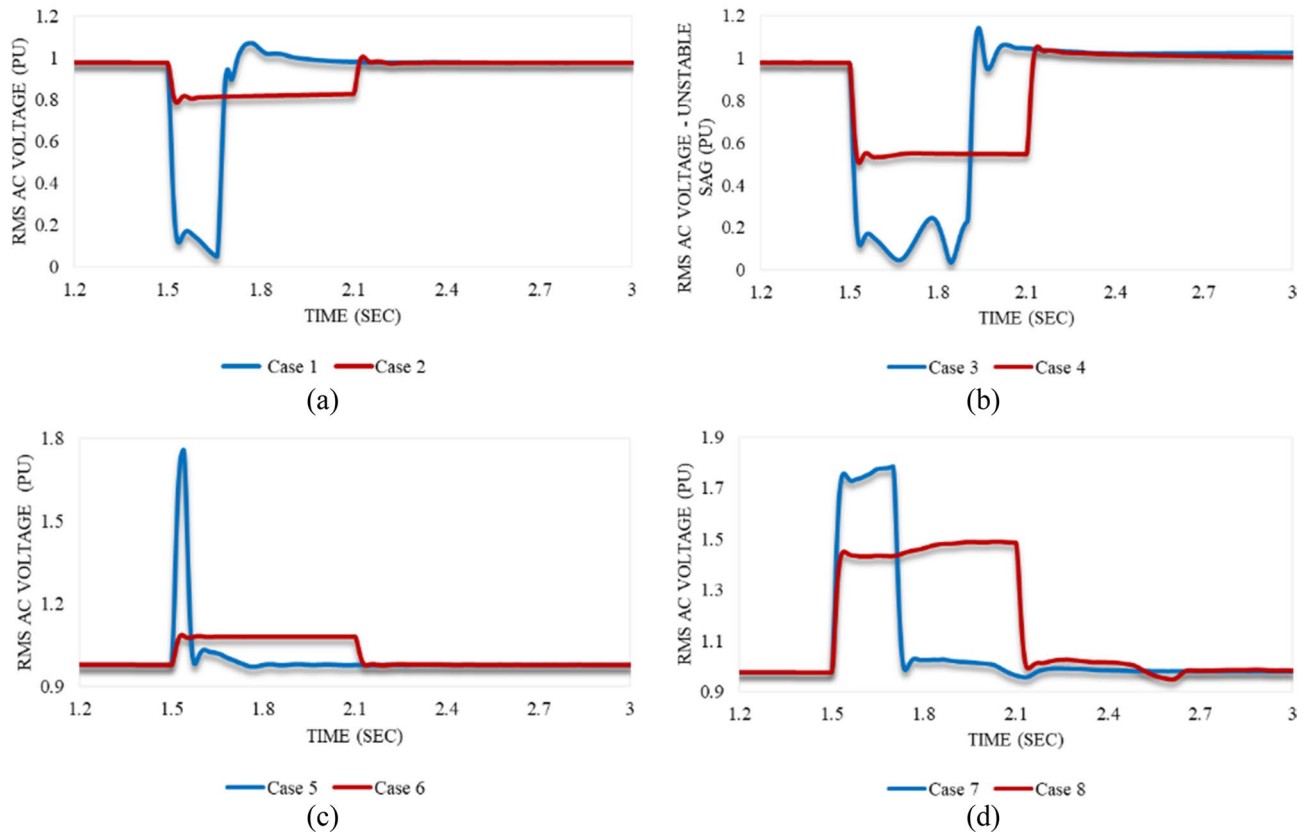 RMS AC VOLTAGE (PU)
1.2
1
0.8
0.6
0.4
0.2
0
1.2 1.5 1.8 2.1 2.4 2.7 3
TIME (SEC)
Case 1 Case 2
(a)
RMS AC VOLTAGE - UNSTABLE
SAG (PU)
1.2
1
0.8
0.6
0.4
0.2
0
1.2 1.5 1.8 2.1 2.4 2.7 3
TIME (SEC)
Case 3 Case 4
(b)
RMS AC VOLTAGE (PU)
1.8
1.5
1.2
0.9
1.2 1.5 1.8 2.1 2.4 2.7 3
TIME (SEC)
Case 5 Case 6
(c)
RMS AC VOLTAGE (PU)
1.9
1.7
1.5
1.3
1.1
0.9
1.2 1.5 1.8 2.1 2.4 2.7 3
TIME (SEC)
Case 7 Case 8
(d)